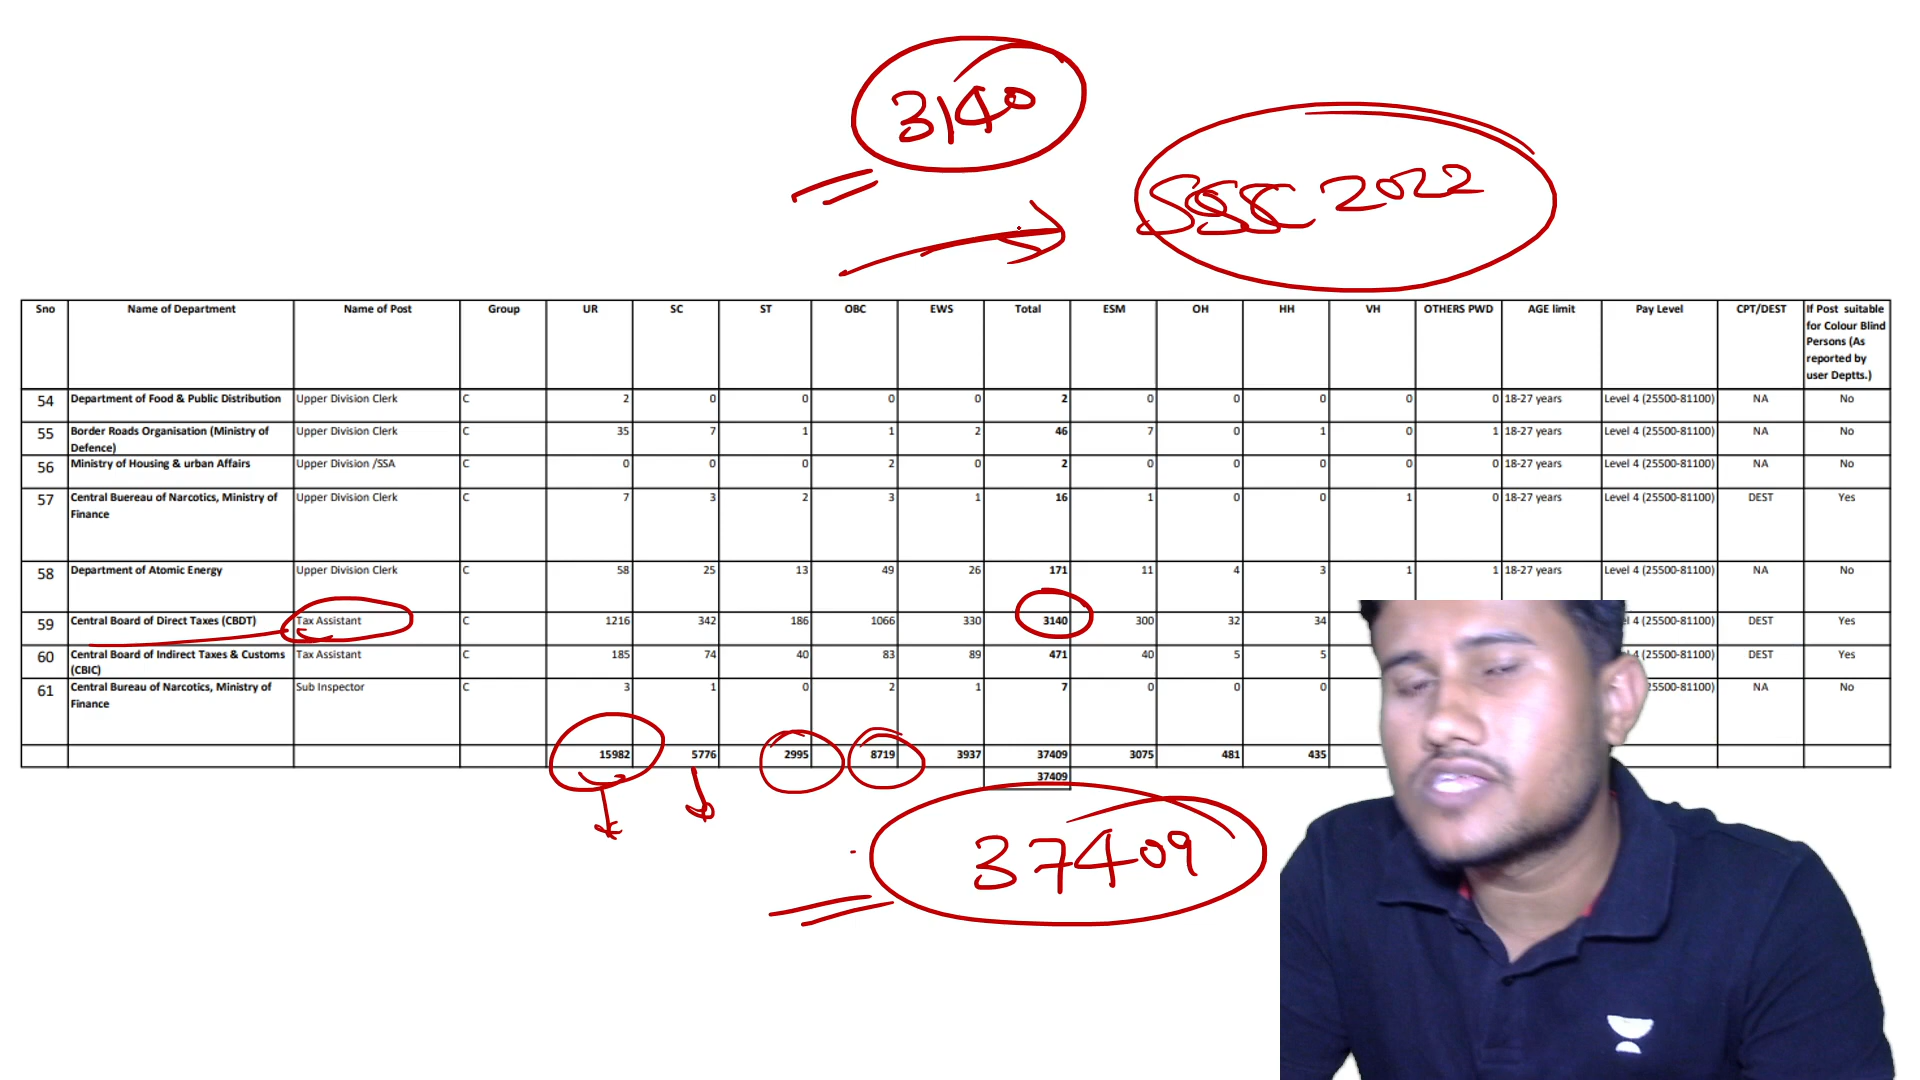 3140
SSC 2022
Sno Name of Department Name of Post Group UR SC ST OBC EWS Total ESM OH HH VH OTHERS PWD AGE limit Pay Level CPT/DEST If Post suitable
for Colour Blind
Persons (As
reported by
user Deptts.)
54 Department of Food & Public Distribution Upper Division Clerk C 2 0 0 0 0 2 0 0 0 0 0 18-27 years Level 4 (25500-81100) NA No
55 Border Roads Organisation (Ministry of Upper Division Clerk C 35 7 1 1 2 46 7 0 1 0 1 18-27 years Level 4 (25500-81100) NA No
Defence)
56 Ministry of Housing & urban Affairs Upper Division /SSA C 0 0 0 2 0 2 0 0 0 0 0 18-27 years Level 4 (25500-81100) NA No
57 Central Buereau of Narcotics, Ministry of Upper Division Clerk C 7 3 2 3 1 16 1 0 0 1 0 18-27 years Level 4 (25500-81100) DEST Yes
Finance
58 Department of Atomic Energy Upper Division Clerk C 58 25 13 49 26 171 11 4 3 1 1 18-27 years Level 4 (25500-81100) NA No
59 Central Board of Direct Taxes (CBDT) Tax Assistant C 1216 342 186 1066 330 3140 300 32 34 4 (25500-81100) DEST Yes
60 Central Board of Indirect Taxes & Customs Tax Assistant C 185 74 40 83 89 471 40 5 5 4 (25500-81100) DEST Yes
(CBIC)
61 Central Bureau of Narcotics, Ministry of Sub Inspector C 3 1 0 2 1 7 0 0 0 25500-81100) NA No
Finance
15982 5776 2995 8719 3937 37409 3075 481 435
37409
37409